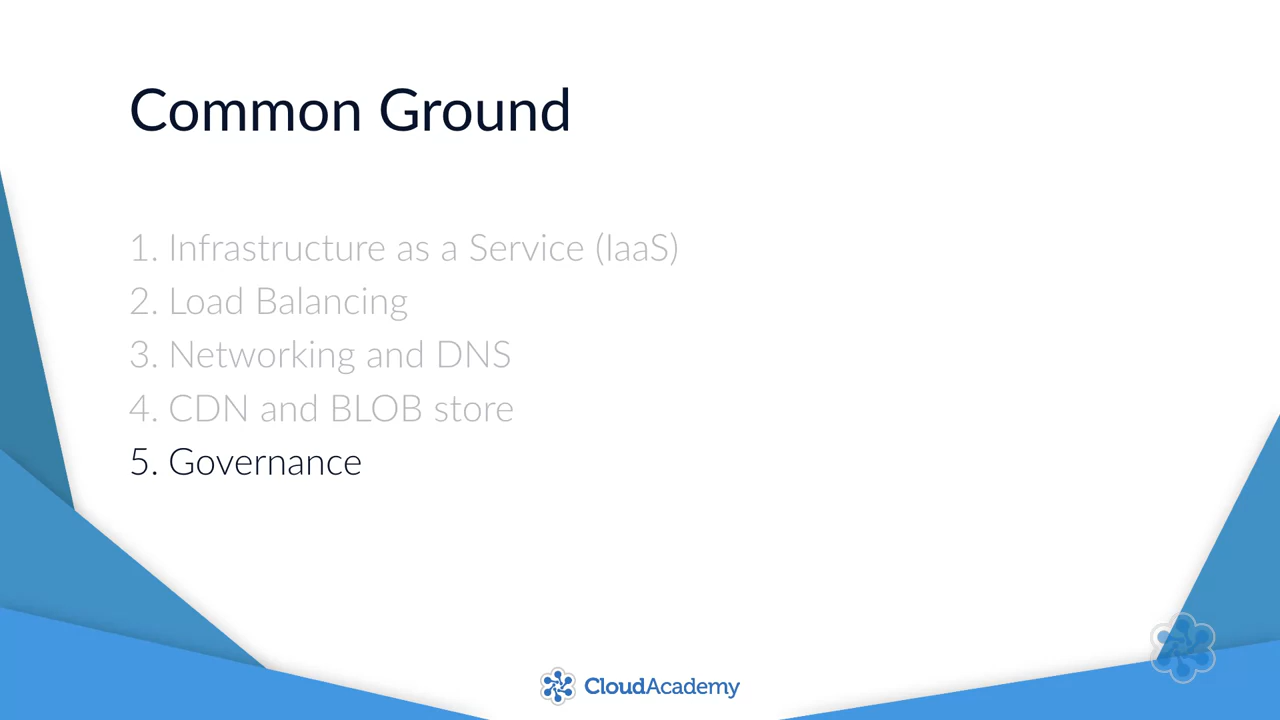 Common Ground
1. Infrastructure as a Service (IaaS)
2. Load Balancing
3. Networking and DNS
4. CDN and BLOB store
5. Governance
CloudAcademy